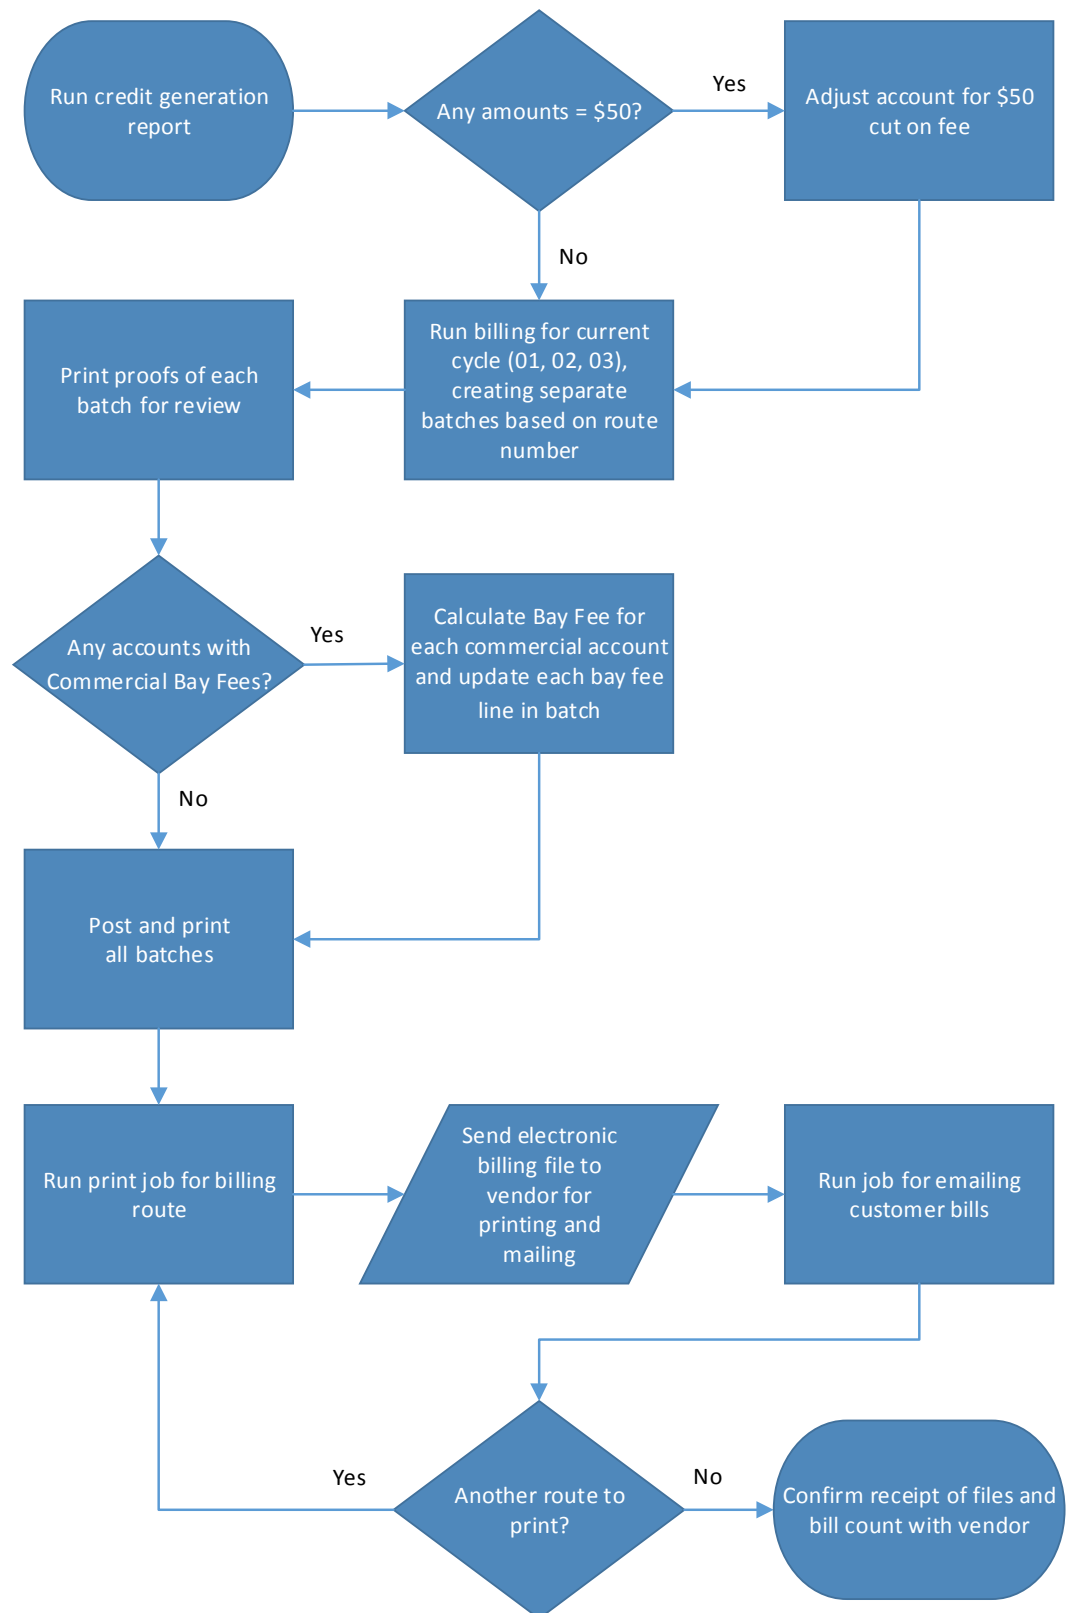 Run credit generation
report
Any amounts = $50?
Yes
Adjust account for $50
cut on fee
No
Print proofs of each
batch for review
Run billing for current
cycle (01, 02, 03),
creating separate
batches based on route
number
Any accounts with
Commercial Bay Fees?
Yes
Calculate Bay Fee for
each commercial account
and update each bay fee
line in batch
No
Post and print
all batches
Run print job for billing
route
Send electronic
billing file to
vendor for
printing and
mailing
Run job for emailing
customer bills
Yes
Another route to
print?
No
Confirm receipt of files and
bill count with vendor